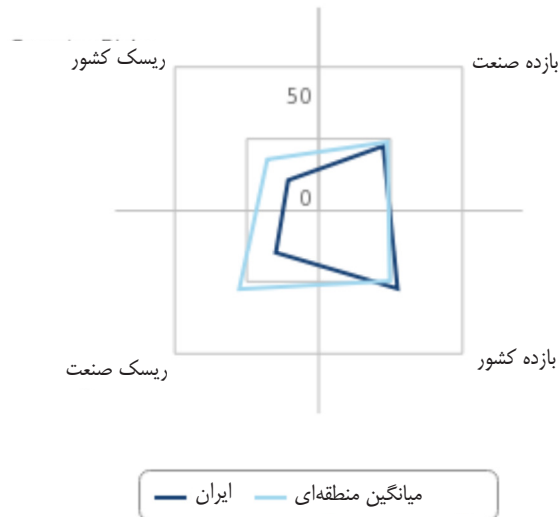 بازده صنعت
ریسک کشور
50
0
بازده کشور
ریسک صنعت
میانگین منطقه‌ای
ایران